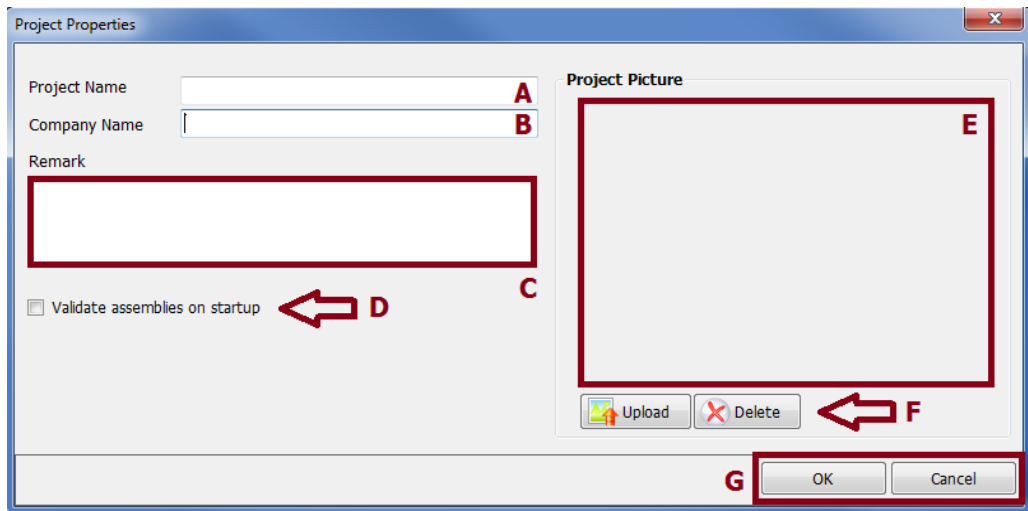 Project Properties
x
Project Name
A
Company Name
B
Remark
C
Validate assemblies on startup
D
Project Picture
E
Upload
Delete
F
G
OK
Cancel